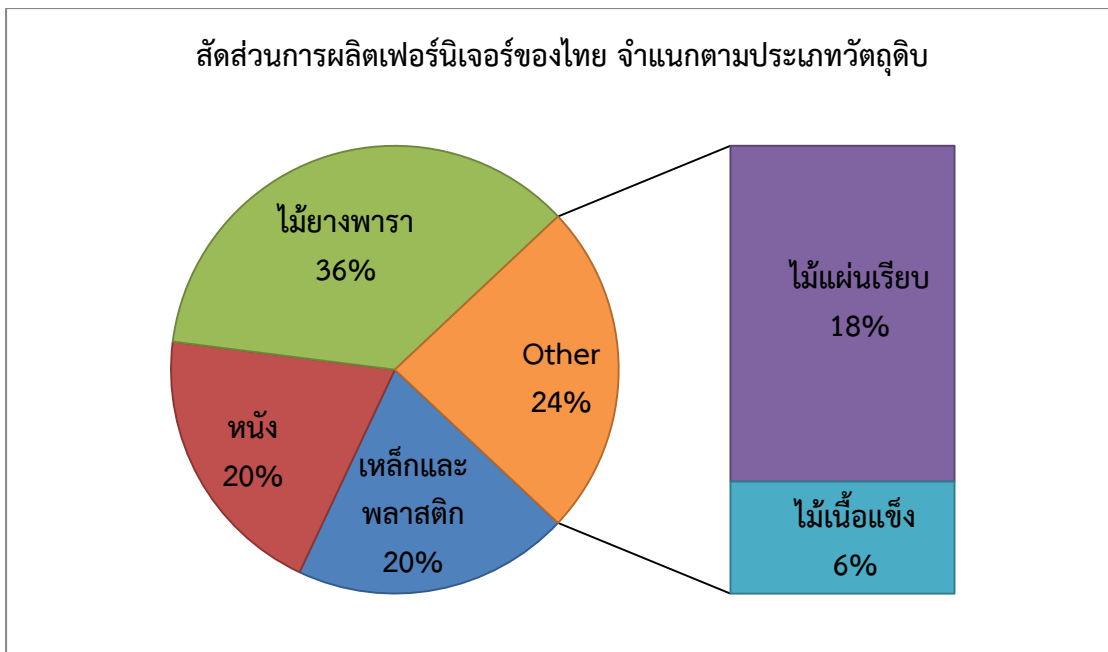 สัดส่วนการผลิตเฟอร์นิเจอร์ของไทย จำแนกตามประเภทวัตถุดิบ
ไม้ยางพารา
36%
Other
24%
หนัง
20%
เหล็กและ
พลาสติก
20%
ไม้แผ่นเรียบ
18%
ไม้เนื้อแข็ง
6%